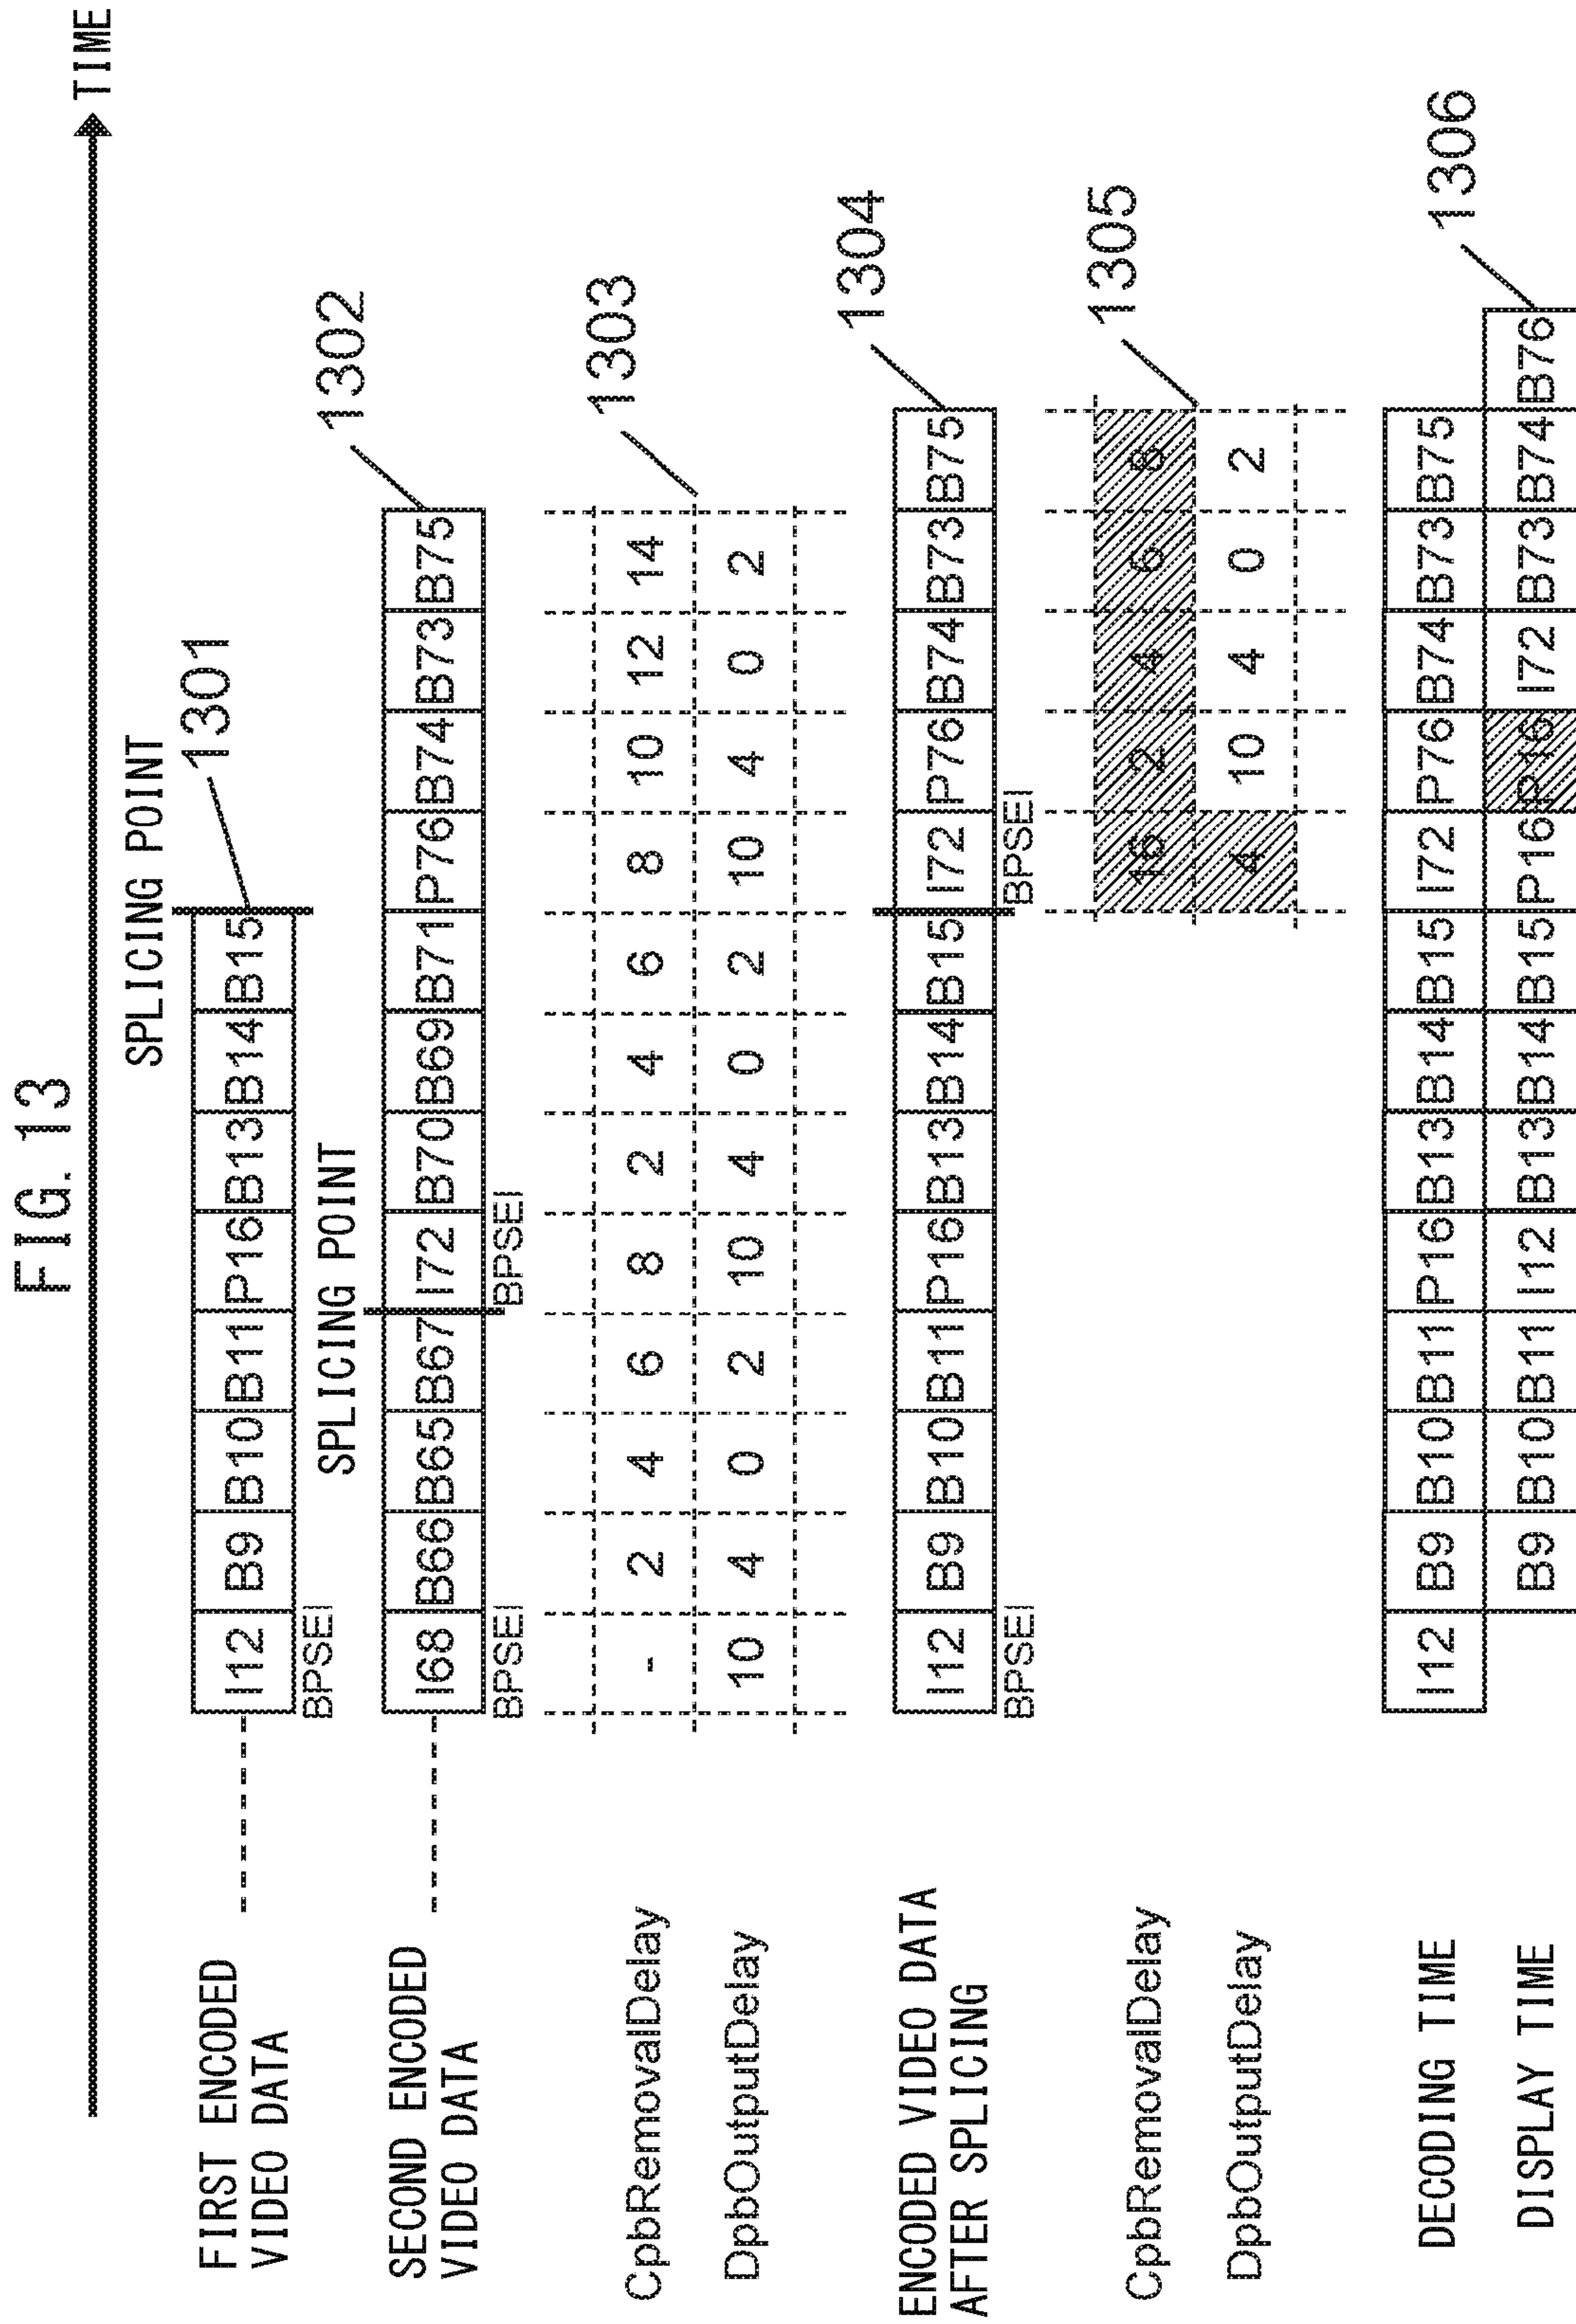 FIG. 13
TIME
SPLICING POINT
1301
FIRST ENCODED
VIDEO DATA
I12 B9 B10 B11 P16 B13 B14 B15
BPSEI
SPLICING POINT
1302
SECOND ENCODED
VIDEO DATA
I68 B66 B65 B67 I72 B70 B69 B71 P76 B74 B73 B75
BPSEI BPSEI
1303
CpbRemovalDelay - 2 4 6 8 2 4 6 8 10 12 14
DpbOutputDelay 10 4 0 2 10 4 0 2 10 4 0 2
1304
ENCODED VIDEO DATA
AFTER SPLICING
I12 B9 B10 B11 P16 B13 B14 B15 I72 P76 B74 B73 B75
BPSEI BPSEI
1305
CpbRemovalDelay 16 2 4 6 8
DpbOutputDelay 4 10 4 0 2
1306
DECODING TIME I12 B9 B10 B11 P16 B13 B14 B15 I72 P76 B74 B73 B75
DISPLAY TIME B9 B10 B11 I12 B13 B14 B15 P16 P16 I72 B73 B74 B76